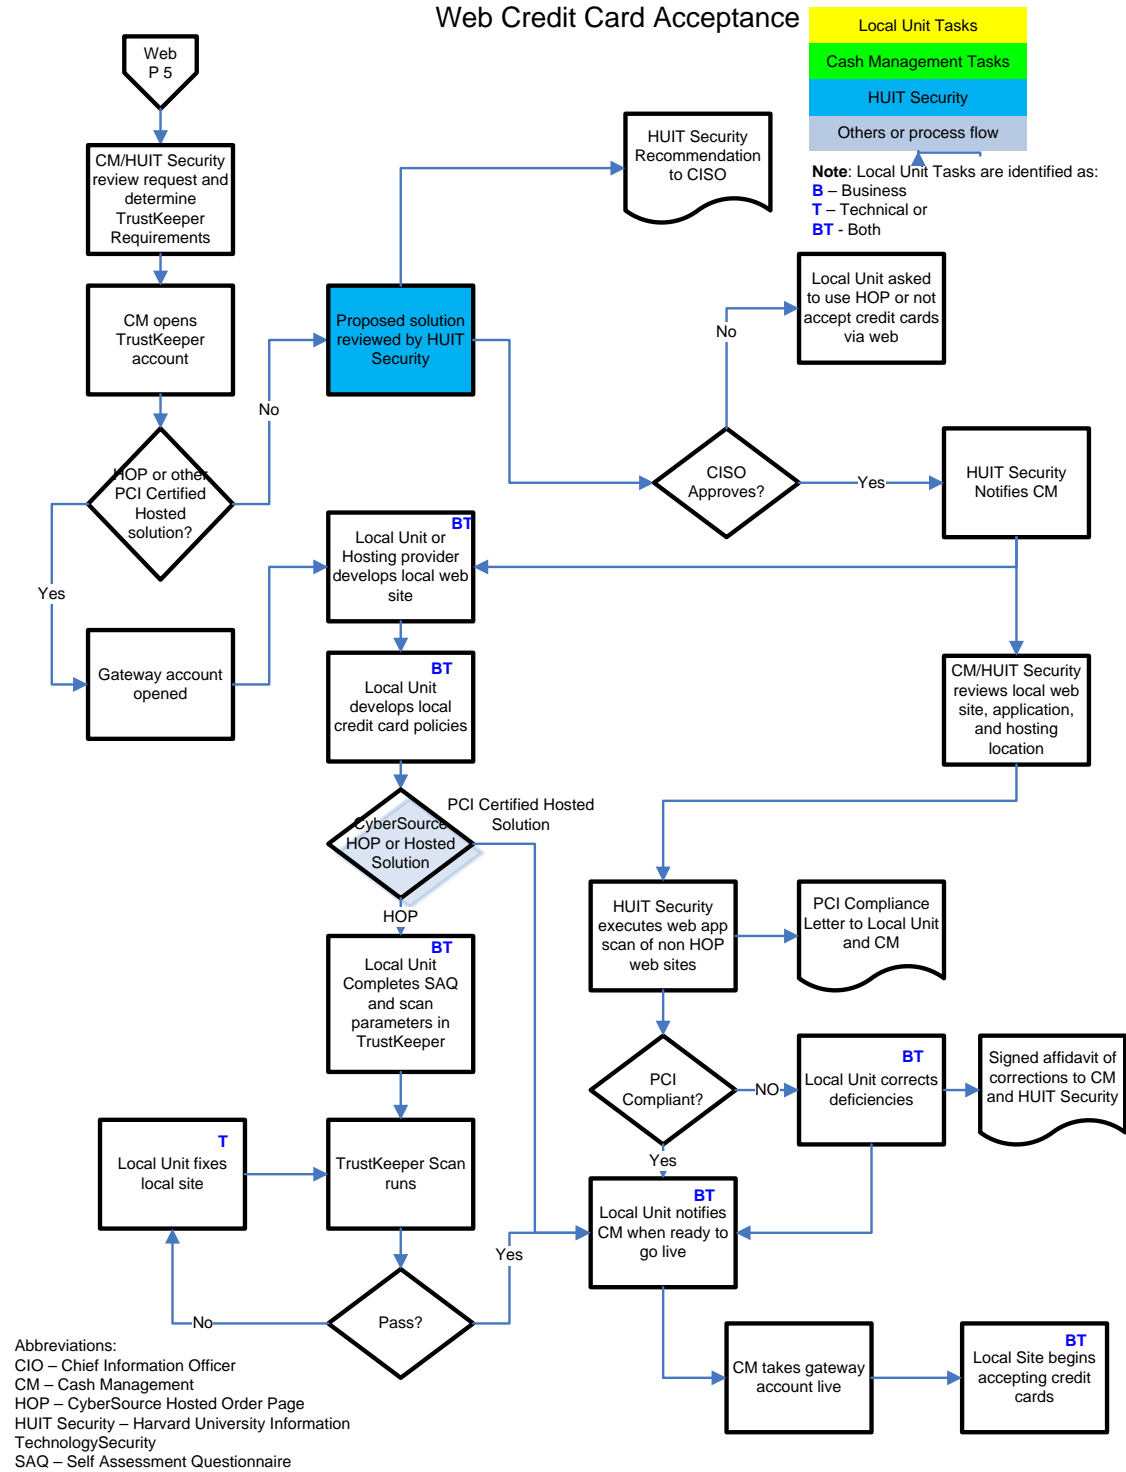 Web Credit Card Acceptance
Local Unit Tasks
Cash Management Tasks
HUIT Security
Others or process flow
Note: Local Unit Tasks are identified as:
B – Business
T – Technical or
BT - Both
Web
P 5
CM/HUIT Security
review request and
determine
TrustKeeper
Requirements
HUIT Security
Recommendation
to CISO
CM opens
TrustKeeper
account
Proposed solution
reviewed by HUIT
Security
Local Unit asked
to use HOP or not
accept credit cards
via web
No
No
HOP or other
PCI Certified
Hosted
solution?
CISO
Approves?
Yes
HUIT Security
Notifies CM
Yes
BT
Local Unit or
Hosting provider
develops local web
site
Gateway account
opened
BT
Local Unit
develops local
credit card policies
CM/HUIT Security
reviews local web
site, application,
and hosting
location
CyberSource
HOP or Hosted
Solution
PCI Certified Hosted
Solution
HOP
HUIT Security
executes web app
scan of non HOP
web sites
PCI Compliance
Letter to Local Unit
and CM
BT
Local Unit
Completes SAQ
and scan
parameters in
TrustKeeper
PCI
Compliant?
NO
BT
Local Unit corrects
deficiencies
Signed affidavit of
corrections to CM
and HUIT Security
Yes
T
Local Unit fixes
local site
TrustKeeper Scan
runs
BT
Local Unit notifies
CM when ready to
go live
Yes
No
Pass?
CM takes gateway
account live
BT
Local Site begins
accepting credit
cards
Abbreviations:
CIO – Chief Information Officer
CM – Cash Management
HOP – CyberSource Hosted Order Page
HUIT Security – Harvard University Information
TechnologySecurity
SAQ – Self Assessment Questionnaire